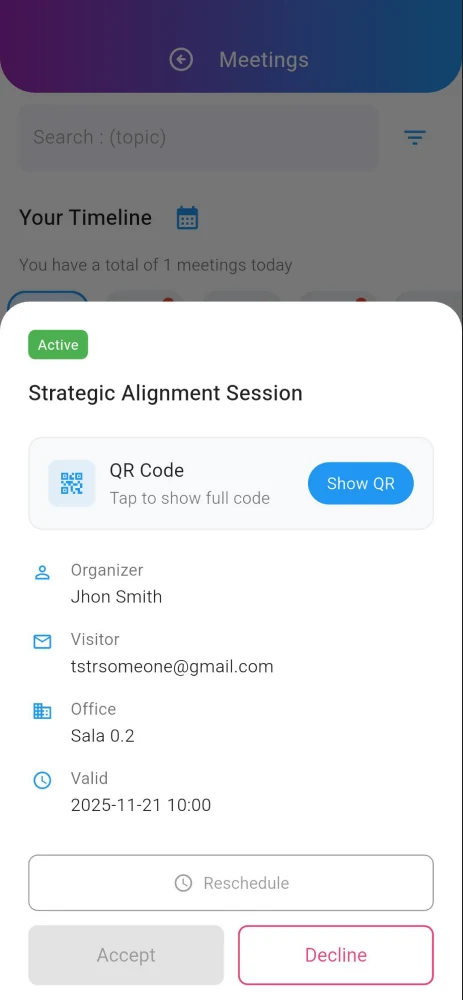 Meetings
Search : (topic)
Your Timeline
You have a total of 1 meetings today
Active
Strategic Alignment Session
QR Code
Tap to show full code
Show QR
Organizer
Jhon Smith
Visitor
tstrsomeone@gmail.com
Office
Sala 0.2
Valid
2025-11-21 10:00
Reschedule
Accept
Decline